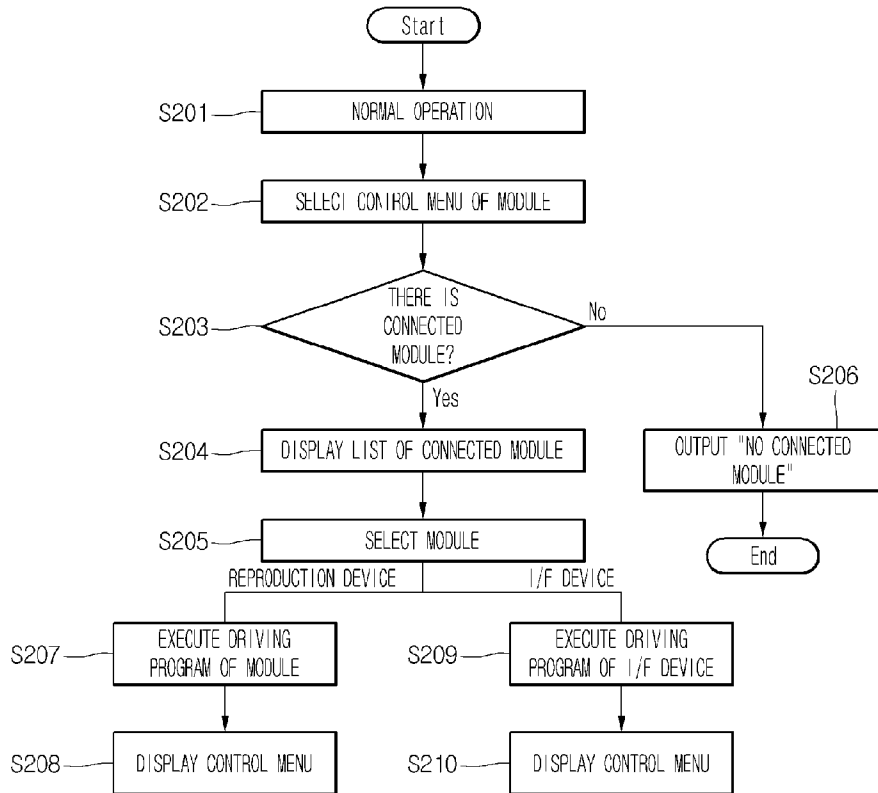 Start
S201
NORMAL OPERATION
S202
SELECT CONTROL MENU OF MODULE
S203
THERE IS
CONNECTED
MODULE?
No
Yes
S206
S204
DISPLAY LIST OF CONNECTED MODULE
OUTPUT "NO CONNECTED
MODULE"
S205
SELECT MODULE
End
REPRODUCTION DEVICE
I/F DEVICE
S207
EXECUTE DRIVING
PROGRAM OF MODULE
S209
EXECUTE DRIVING
PROGRAM OF I/F DEVICE
S208
DISPLAY CONTROL MENU
S210
DISPLAY CONTROL MENU